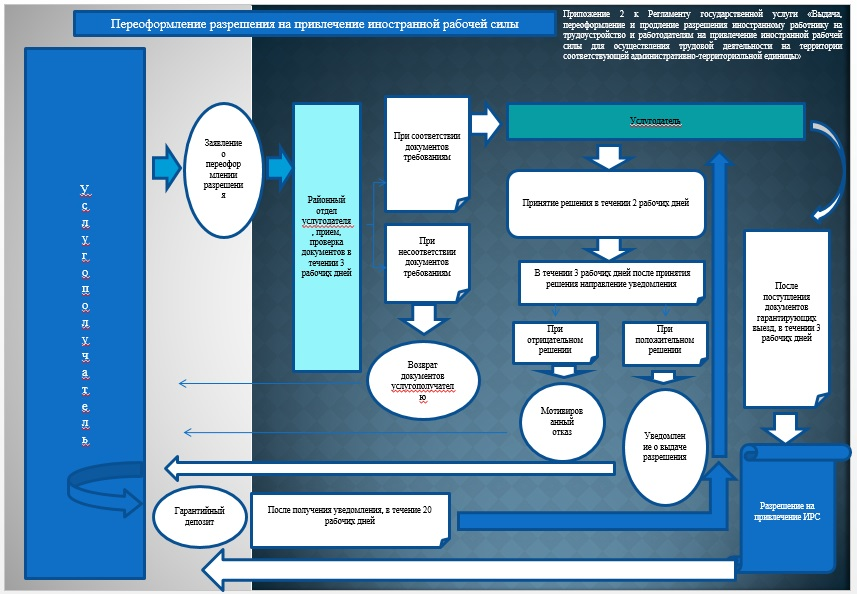 Переоформление разрешения на привлечение иностранной рабочей силы
Приложение 2 к Регламенту государственной услуги «Выдача,
переоформление и продление разрешения иностранному работнику на
трудоустройство и работодателям на привлечение иностранной рабочей
силы для осуществления трудовой деятельности на территории
соответствующей административно-территориальной единицы»
Услугополучатель
Заявление
о
переофор
млении
разрешени
я
Районный
отдел
услугодателя
, прием,
проверка
документов в
течении 3
рабочих дней
При соответствии
документов
требованиям
При
несоответствии
документов
требованиям
Возврат
документов
услугополучател
ю
Услугодатель
Принятие решения в течении 2 рабочих дней
В течении 3 рабочих дней после принятия
решения направление уведомления
При
отрицательном
решении
При
положительном
решении
Мотивиров
анный
отказ
Уведомлен
ие о выдаче
разрешения
После
поступления
документов
гарантирующих
выезд, в течении 3
рабочих дней
Гарантийный
депозит
После получения уведомления, в течение 20
рабочих дней
Разрешение на
привлечение ИРС